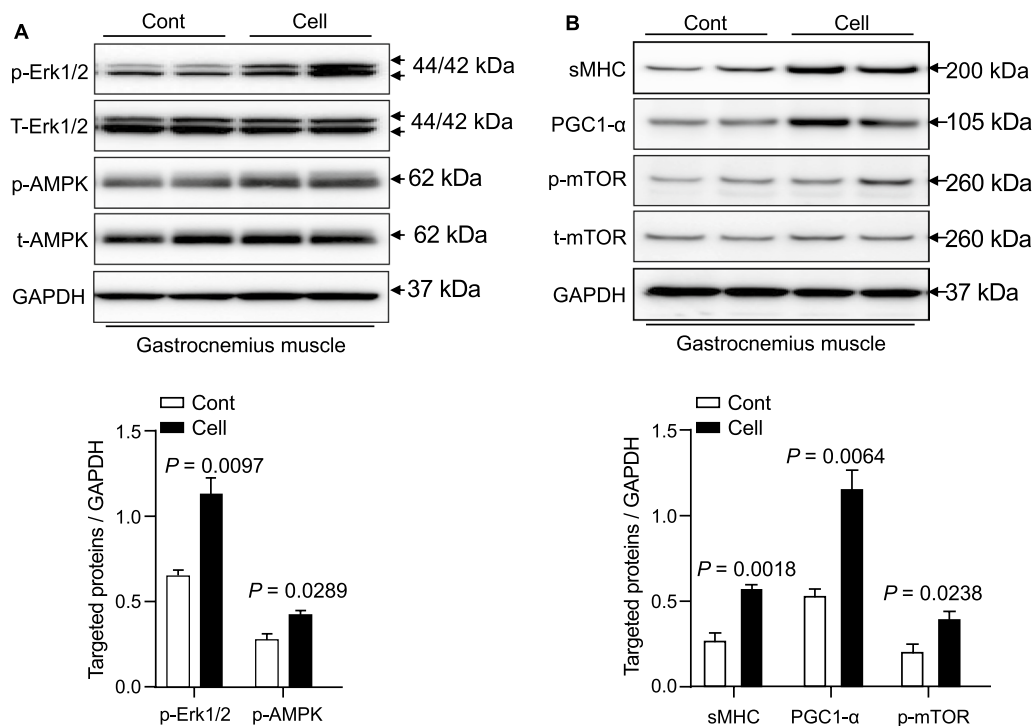 A
Cont Cell
p-Erk1/2 44/42 kDa
T-Erk1/2 44/42 kDa
p-AMPK 62 kDa
t-AMPK 62 kDa
GAPDH 37 kDa
Gastrocnemius muscle
Cont
Cell
Targeted proteins / GAPDH
1.5
1.0
0.5
0.0
P = 0.0097
P = 0.0289
p-Erk1/2 p-AMPK
B
Cont Cell
sMHC 200 kDa
PGC1-α 105 kDa
p-mTOR 260 kDa
t-mTOR 260 kDa
GAPDH 37 kDa
Gastrocnemius muscle
Cont
Cell
Targeted proteins / GAPDH
1.5
1.0
0.5
0.0
P = 0.0018
P = 0.0064
P = 0.0238
sMHC PGC1-α p-mTOR